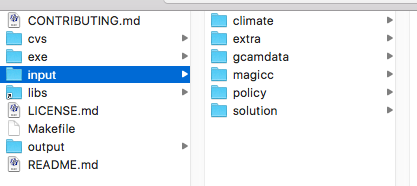 CONTRIBUTING.md
cvs
exe
input
libs
LICENSE.md
Makefile
output
README.md
climate
extra
gcamdata
magicc
policy
solution